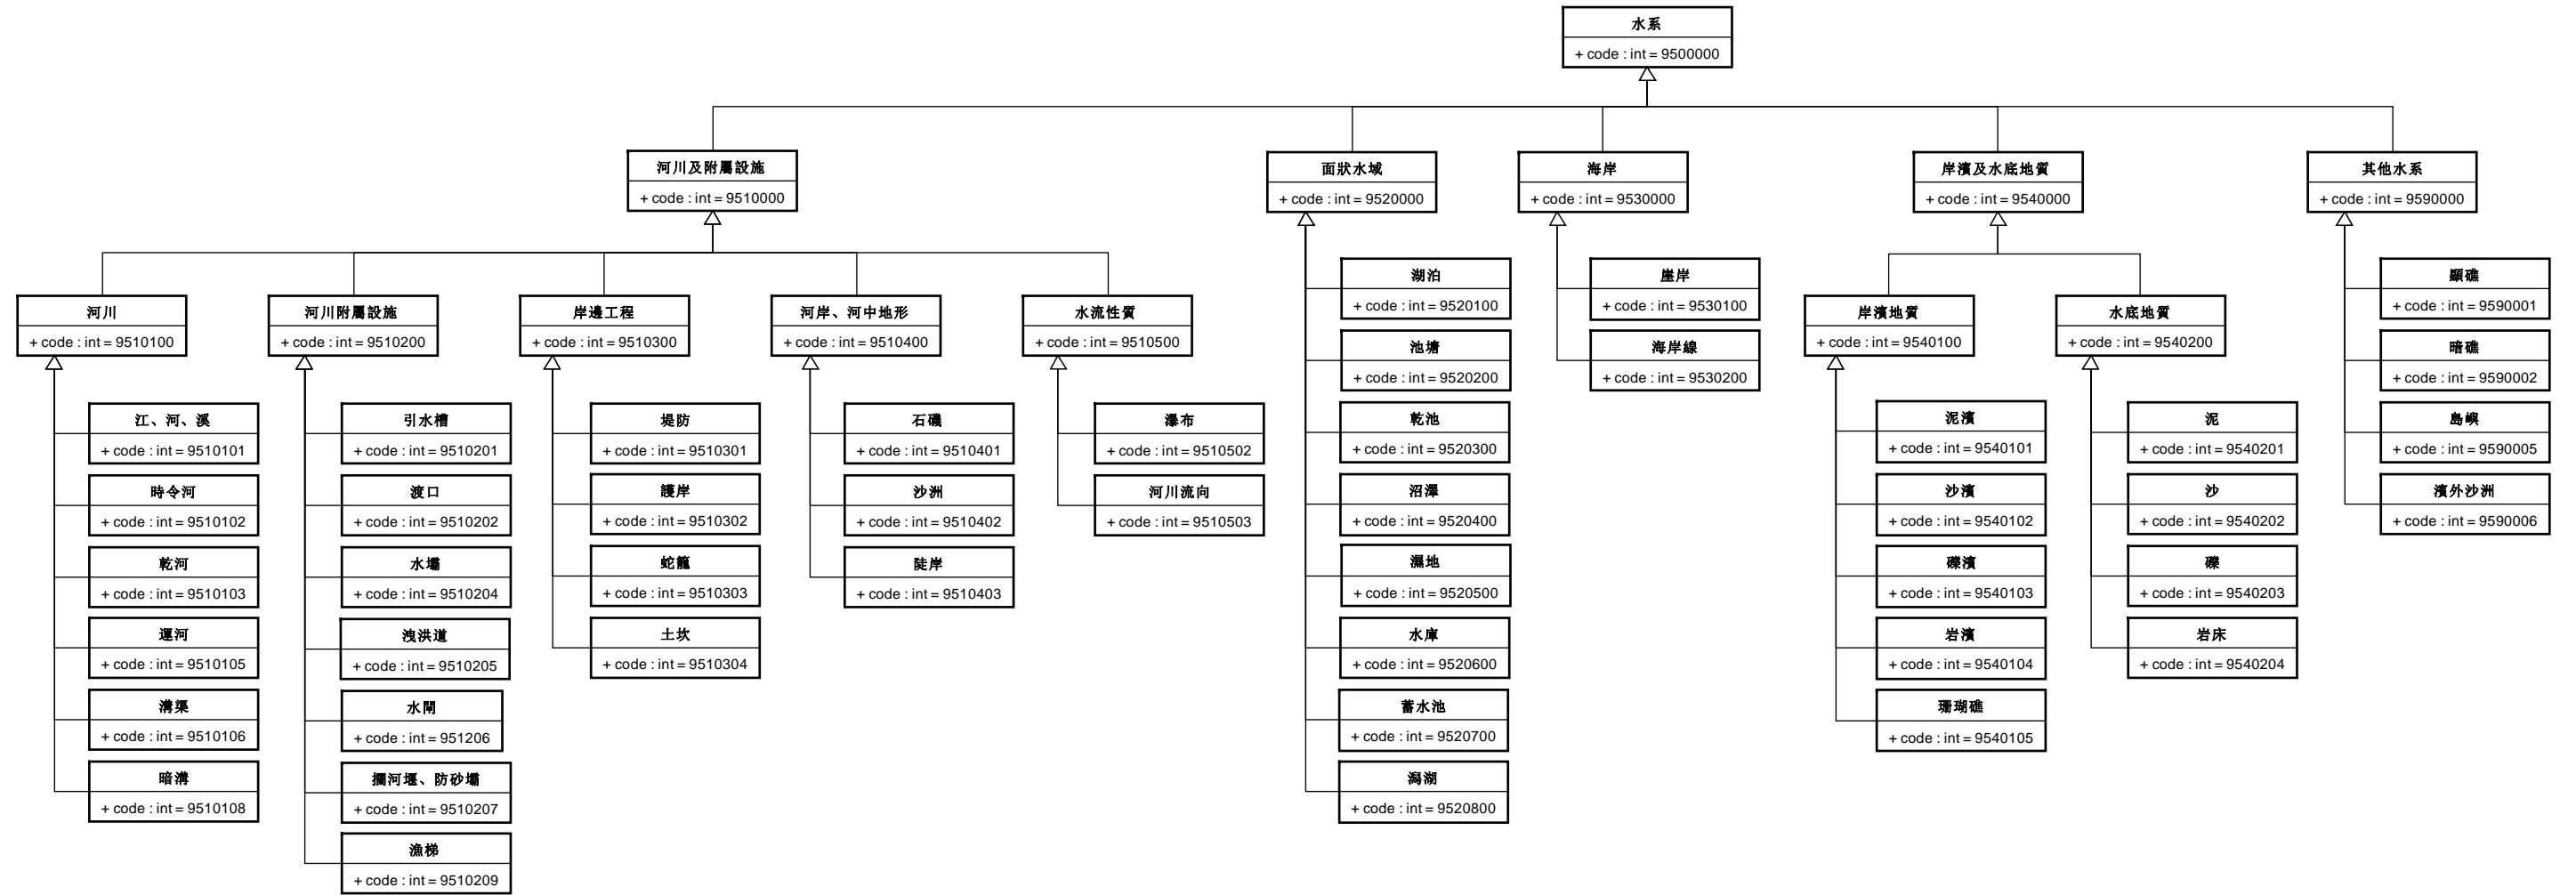 水系
+ code : int = 9500000
河川及附屬設施
+ code : int = 9510000
面狀水域
+ code : int = 9520000
海岸
+ code : int = 9530000
岸濱及水底地質
+ code : int = 9540000
其他水系
+ code : int = 9590000
河川
+ code : int = 9510100
江、河、溪
+ code : int = 9510101
時令河
+ code : int = 9510102
乾河
+ code : int = 9510103
運河
+ code : int = 9510105
溝渠
+ code : int = 9510106
暗溝
+ code : int = 9510108
河川附屬設施
+ code : int = 9510200
引水槽
+ code : int = 9510201
渡口
+ code : int = 9510202
水壩
+ code : int = 9510204
洩洪道
+ code : int = 9510205
水閘
+ code : int = 951206
攔河堰、防砂壩
+ code : int = 9510207
漁梯
+ code : int = 9510209
岸邊工程
+ code : int = 9510300
堤防
+ code : int = 9510301
護岸
+ code : int = 9510302
蛇籠
+ code : int = 9510303
土坎
+ code : int = 9510304
河岸、河中地形
+ code : int = 9510400
石磯
+ code : int = 9510401
沙洲
+ code : int = 9510402
陡岸
+ code : int = 9510403
水流性質
+ code : int = 9510500
瀑布
+ code : int = 9510502
河川流向
+ code : int = 9510503
湖泊
+ code : int = 9520100
池塘
+ code : int = 9520200
乾池
+ code : int = 9520300
沼澤
+ code : int = 9520400
濕地
+ code : int = 9520500
水庫
+ code : int = 9520600
蓄水池
+ code : int = 9520700
潟湖
+ code : int = 9520800
崖岸
+ code : int = 9530100
海岸線
+ code : int = 9530200
岸濱地質
+ code : int = 9540100
泥濱
+ code : int = 9540101
沙濱
+ code : int = 9540102
礫濱
+ code : int = 9540103
岩濱
+ code : int = 9540104
珊瑚礁
+ code : int = 9540105
水底地質
+ code : int = 9540200
泥
+ code : int = 9540201
沙
+ code : int = 9540202
礫
+ code : int = 9540203
岩床
+ code : int = 9540204
顯礁
+ code : int = 9590001
暗礁
+ code : int = 9590002
島嶼
+ code : int = 9590005
濱外沙洲
+ code : int = 9590006